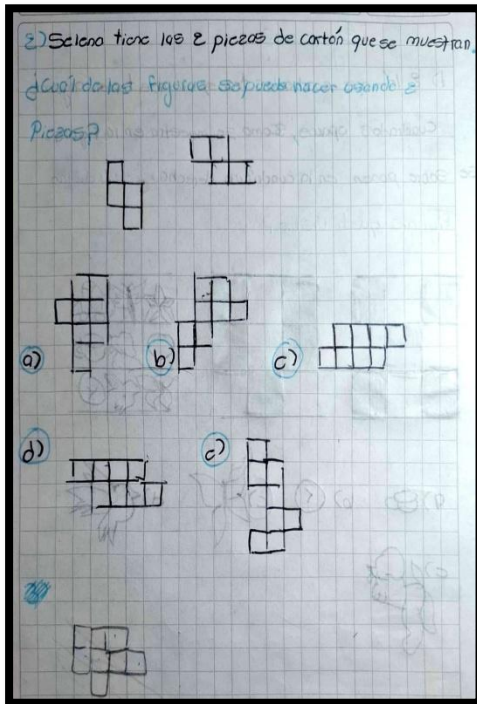 2) Selena tiene las 2 piezas de cartón que se muestran.
¿Cuál de las figuras se puede hacer usando 2
Piezas?
a)
b)
c)
d)
e)